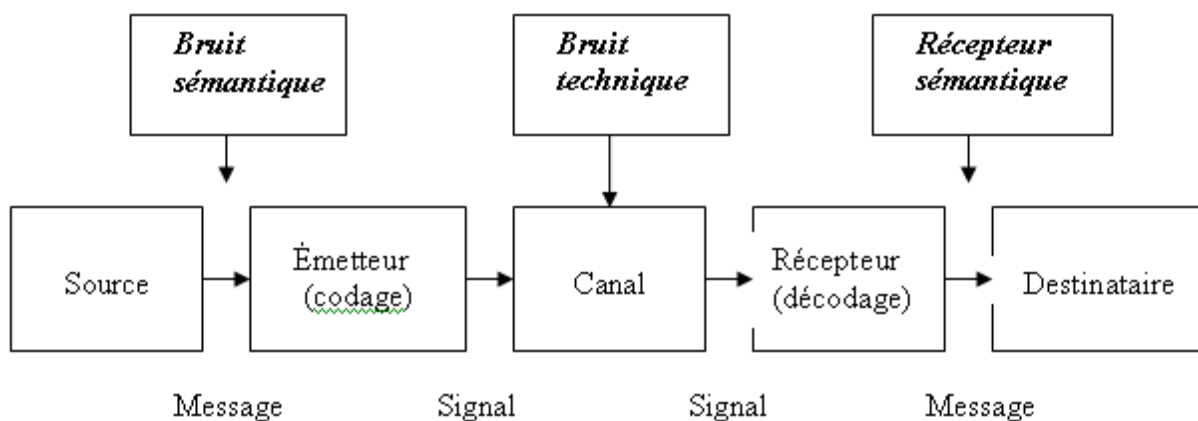 Bruit
sémantique
Bruit
technique
Récepteur
sémantique
Source
Émetteur
(codage)
Canal
Récepteur
(décodage)
Destinataire
Message
Signal
Signal
Message